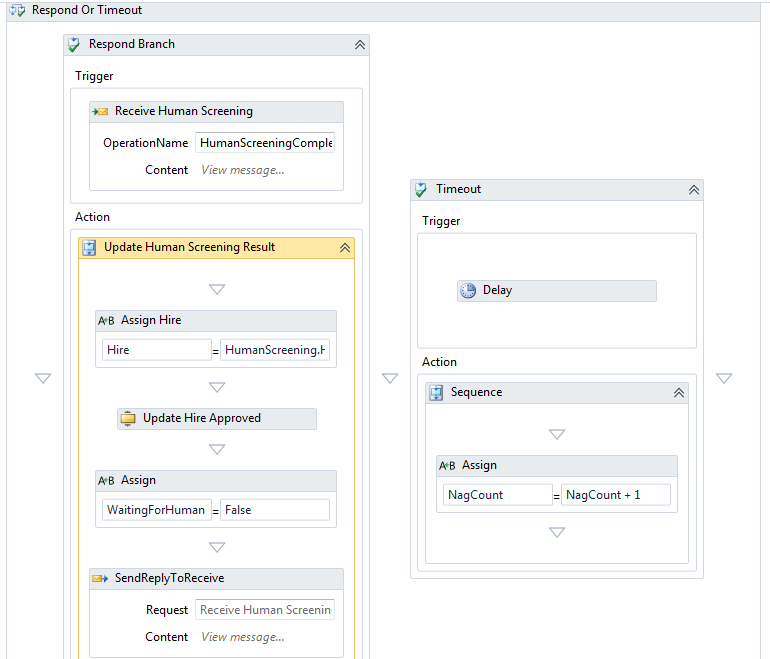 Respond Or Timeout
Respond Branch
Trigger
Receive Human Screening
OperationName HumanScreeningComple
Content View message...
Action
Update Human Screening Result
A+B Assign Hire
Hire = HumanScreening.H
Update Hire Approved
A+B Assign
WaitingForHuman = False
SendReplyToReceive
Request Receive Human Screenin
Content View message...
Timeout
Trigger
Delay
Action
Sequence
A+B Assign
NagCount = NagCount + 1